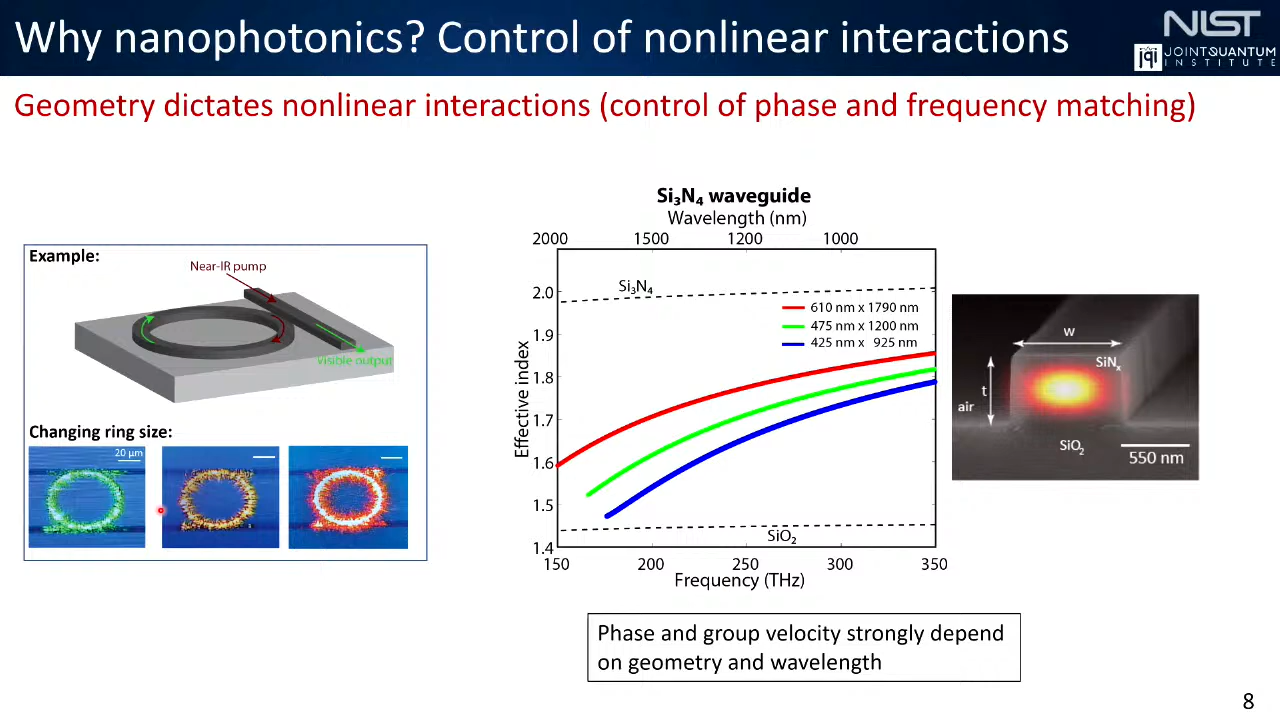 Why nanophotonics? Control of nonlinear interactions
NIST
jqi JOINT QUANTUM
INSTITUTE
Geometry dictates nonlinear interactions (control of phase and frequency matching)
Example:
Near-IR pump
Visible output
Changing ring size:
20 µm
Si₃N₄ waveguide
Wavelength (nm)
2000 1500 1200 1000
Effective index
2.0
1.9
1.8
1.7
1.6
1.5
1.4
Si₃N₄
610 nm x 1790 nm
475 nm x 1200 nm
425 nm x 925 nm
SiO₂
150 200 250 300 350
Frequency (THz)
w
SiNₓ
t
air
SiO₂
550 nm
Phase and group velocity strongly depend
on geometry and wavelength
8